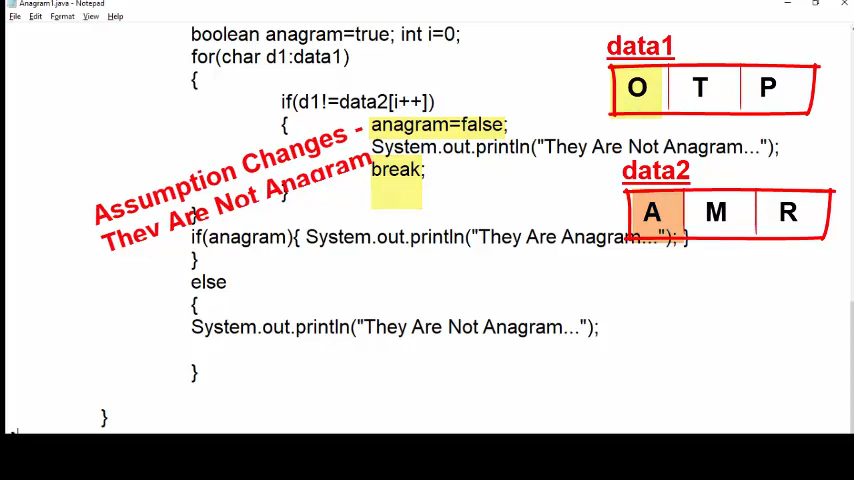 Anagram1.java - Notepad
File Edit Format View Help
boolean anagram=true; int i=0;
for(char d1:data1)
{
if(d1!=data2[i++])
{ anagram=false;
System.out.println("They Are Not Anagram...");
break;
}
}
if(anagram){ System.out.println("They Are Anagram..."); }
}
else
{
System.out.println("They Are Not Anagram...");
}
}
Assumption Changes -
They Are Not Anagram
data1
O T P
data2
A M R